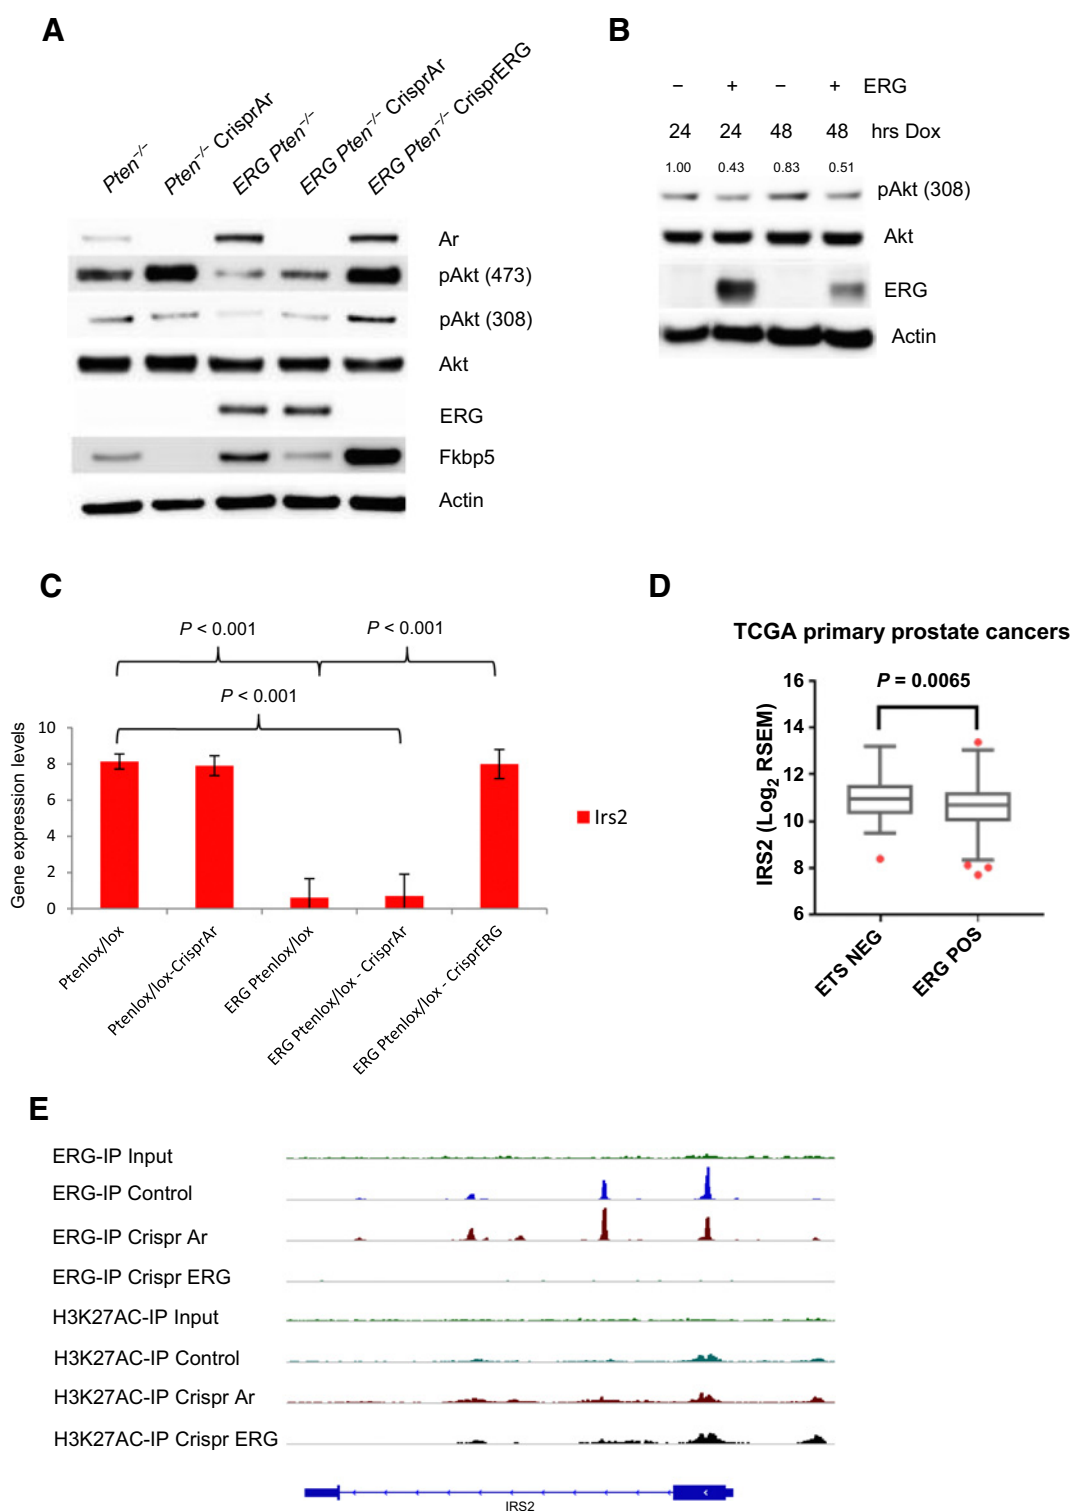 A
Pten−/−
Pten−/− CrisprAr
ERG Pten−/−
ERG Pten−/− CrisprAr
ERG Pten−/− CrisprERG
Ar
pAkt (473)
pAkt (308)
Akt
ERG
Fkbp5
Actin
B
− + − + ERG
24 24 48 48 hrs Dox
1.00 0.43 0.83 0.51
pAkt (308)
Akt
ERG
Actin
C
P < 0.001 P < 0.001
P < 0.001
Gene expression levels
10
8
6
4
2
0
Irs2
Ptenlox/lox
Ptenlox/lox-CrisprAr
ERG Ptenlox/lox
ERG Ptenlox/lox - CrisprAr
ERG Ptenlox/lox - CrisprERG
D
TCGA primary prostate cancers
P = 0.0065
IRS2 (Log2 RSEM)
16
14
12
10
8
6
ETS NEG
ERG POS
E
ERG-IP Input
ERG-IP Control
ERG-IP Crispr Ar
ERG-IP Crispr ERG
H3K27AC-IP Input
H3K27AC-IP Control
H3K27AC-IP Crispr Ar
H3K27AC-IP Crispr ERG
IRS2